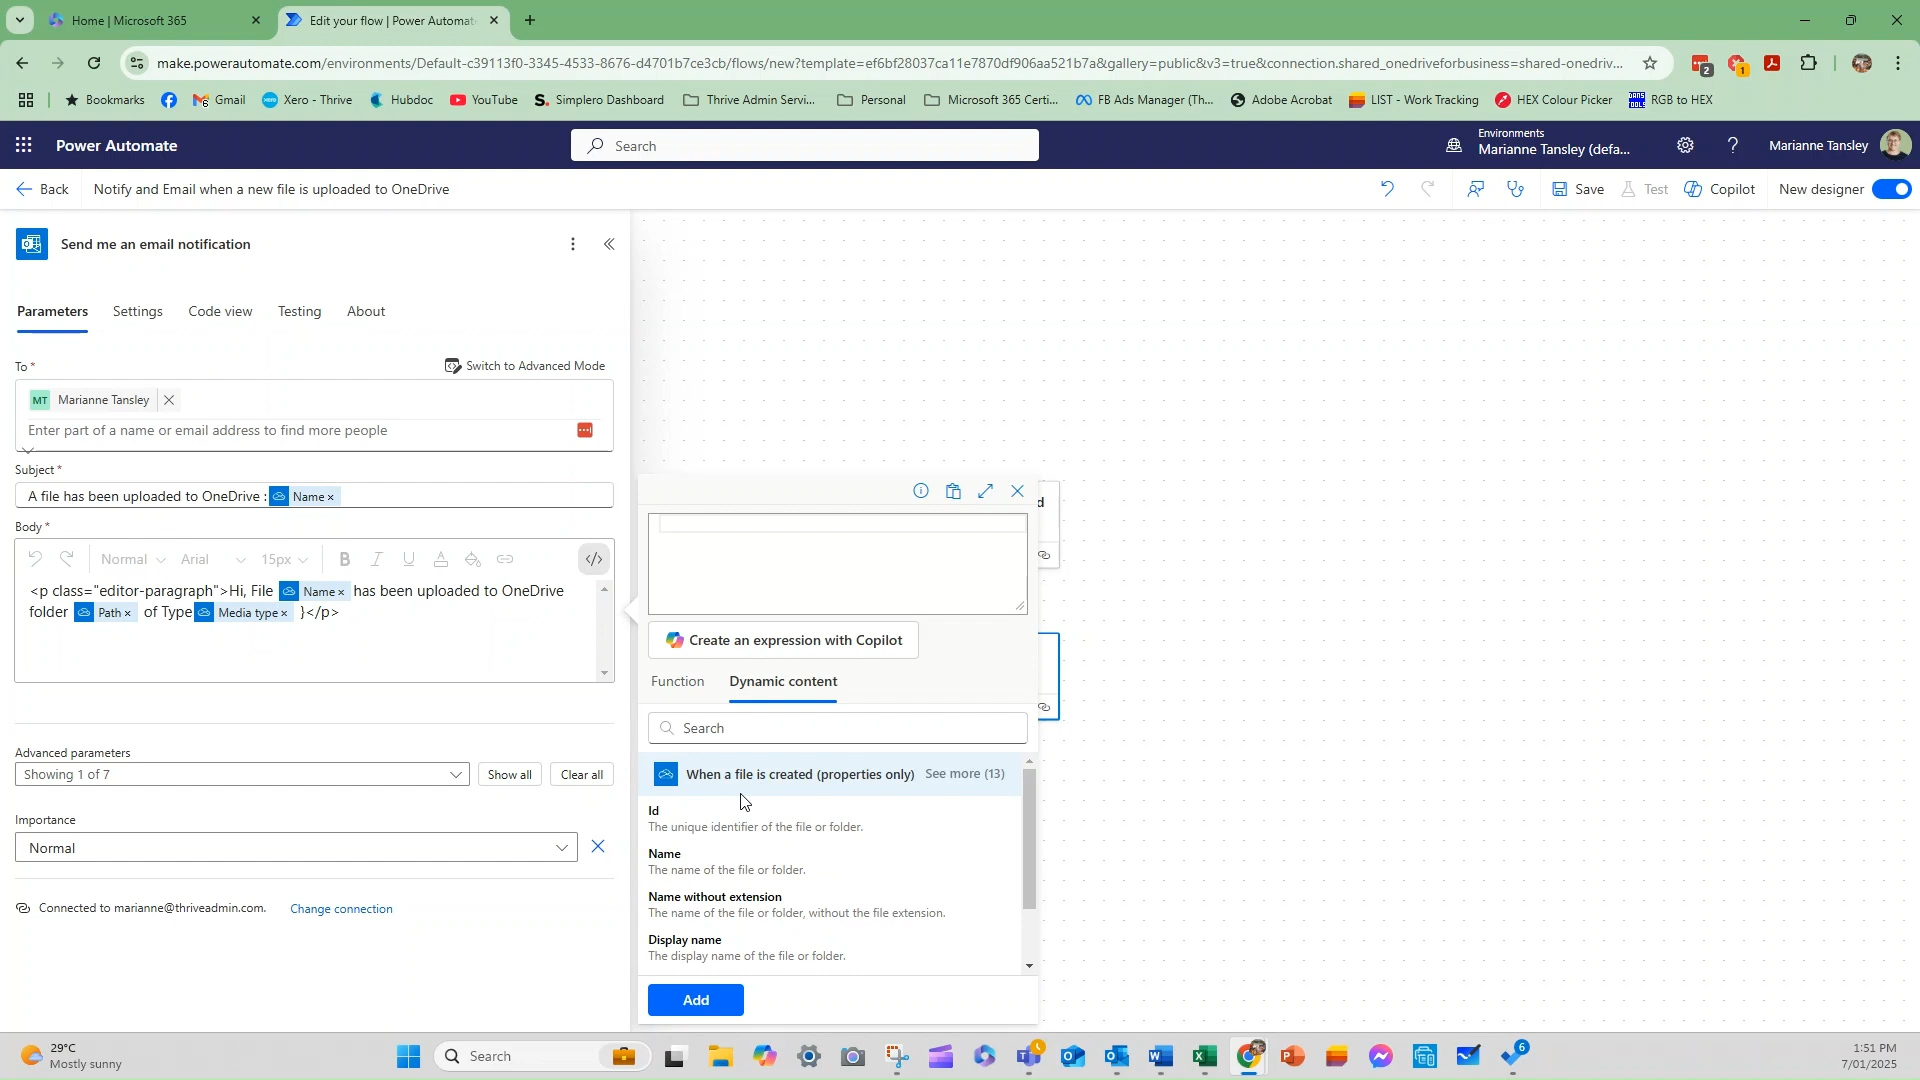 Home | Microsoft 365
Edit your flow | Power Automate
make.powerautomate.com/environments/Default-c39113f0-3345-4533-8676-d4701b7ce3cb/flows/new?template=ef6bf28037ca11e7870df906aa521b7a&gallery=public&v3=true&connection.shared_onedriveforbusiness=shared-onedriv...
2
1
Bookmarks
Gmail
Xero - Thrive
Hubdoc
YouTube
Simplero Dashboard
Thrive Admin Servi...
Personal
Microsoft 365 Certi...
FB Ads Manager (Th...
Adobe Acrobat
LIST - Work Tracking
HEX Colour Picker
RGB to HEX
Power Automate
Search
Environments
Marianne Tansley (defa...
Marianne Tansley
Back
Notify and Email when a new file is uploaded to OneDrive
Save
Test
Copilot
New designer
Send me an email notification
Parameters
Settings
Code view
Testing
About
To *
Switch to Advanced Mode
MT Marianne Tansley
Enter part of a name or email address to find more people
Subject *
A file has been uploaded to OneDrive : Name ×
Body *
Normal
Arial
15px
B I U A
<p class="editor-paragraph">Hi, File Name × has been uploaded to OneDrive
folder Path × of Type Media type × }</p>
Advanced parameters
Showing 1 of 7
Show all
Clear all
Importance
Normal
Connected to marianne@thriveadmin.com.
Change connection
d
Create an expression with Copilot
Function
Dynamic content
Search
When a file is created (properties only)
See more (13)
Id
The unique identifier of the file or folder.
Name
The name of the file or folder.
Name without extension
The name of the file or folder, without the file extension.
Display name
The display name of the file or folder.
Add
29°C
Mostly sunny
Search
6
1:51 PM
7/01/2025